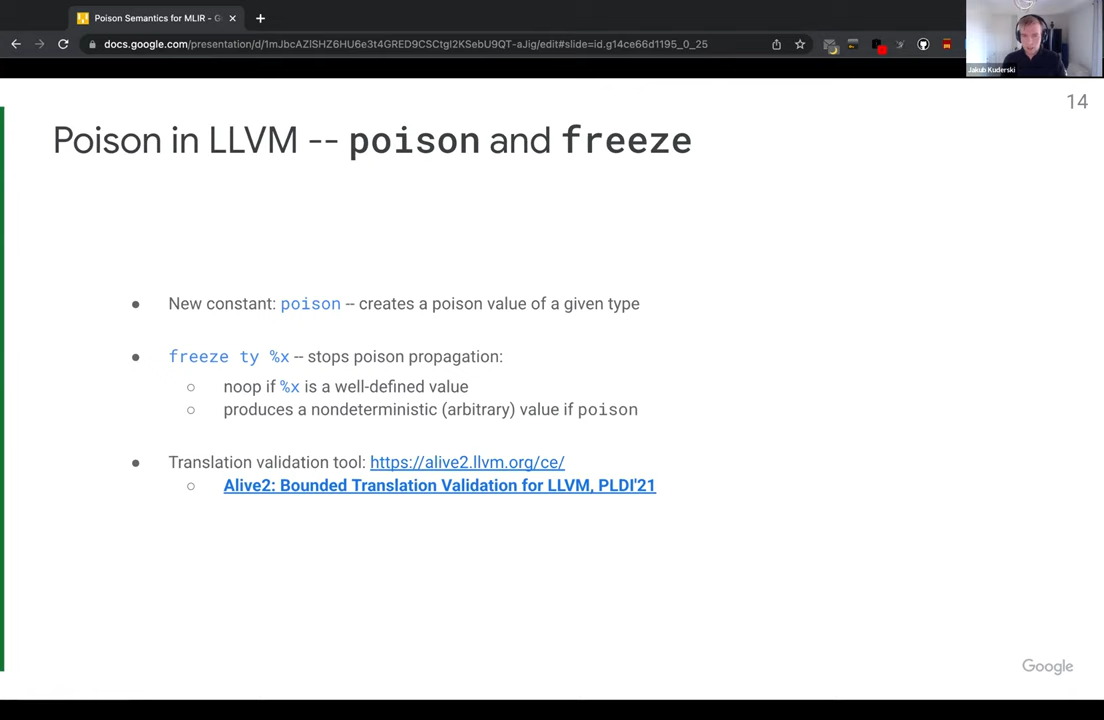 Poison Semantics for MLIR - G
docs.google.com/presentation/d/1mJbcAZISHZ6HU6e3t4GRED9CSCtgI2KSebU9QT-aJig/edit#slide=id.g14ce66d1195_0_25
Jakub Kuderski
14
Poison in LLVM -- poison and freeze
● New constant: poison -- creates a poison value of a given type
● freeze ty %x -- stops poison propagation:
○ noop if %x is a well-defined value
○ produces a nondeterministic (arbitrary) value if poison
● Translation validation tool: https://alive2.llvm.org/ce/
○ Alive2: Bounded Translation Validation for LLVM, PLDI'21
Google